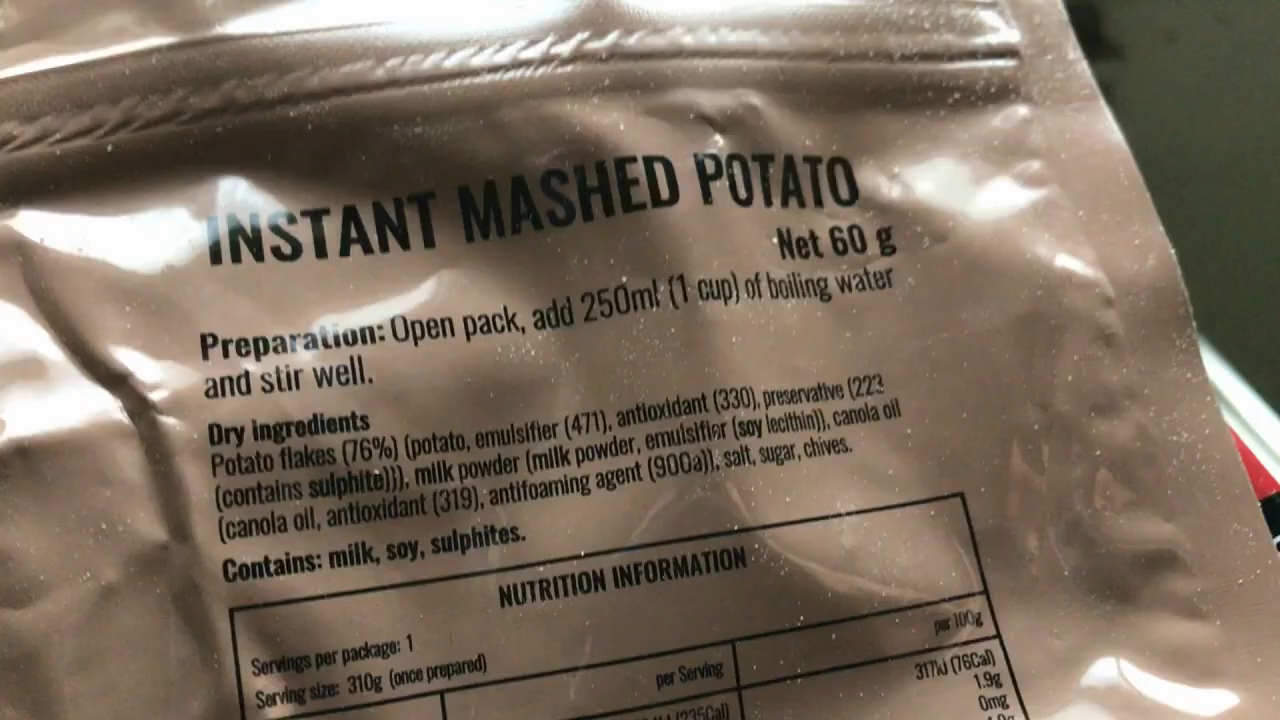 INSTANT MASHED POTATO
Net 60 g
Preparation: Open pack, add 250ml (1 cup) of boiling water
and stir well.
Dry ingredients
Potato flakes (76%) (potato, emulsifier (471), antioxidant (330), preservative (223
(contains sulphite))), milk powder (milk powder, emulsifier (soy lecithin)), canola oil
(canola oil, antioxidant (319), antifoaming agent (900a)), salt, sugar, chives.
Contains: milk, soy, sulphites.
NUTRITION INFORMATION
Servings per package: 1
Serving size: 310g (once prepared)
per Serving per 100g
(235Cal) 317kJ (76Cal)
1.9g
0mg